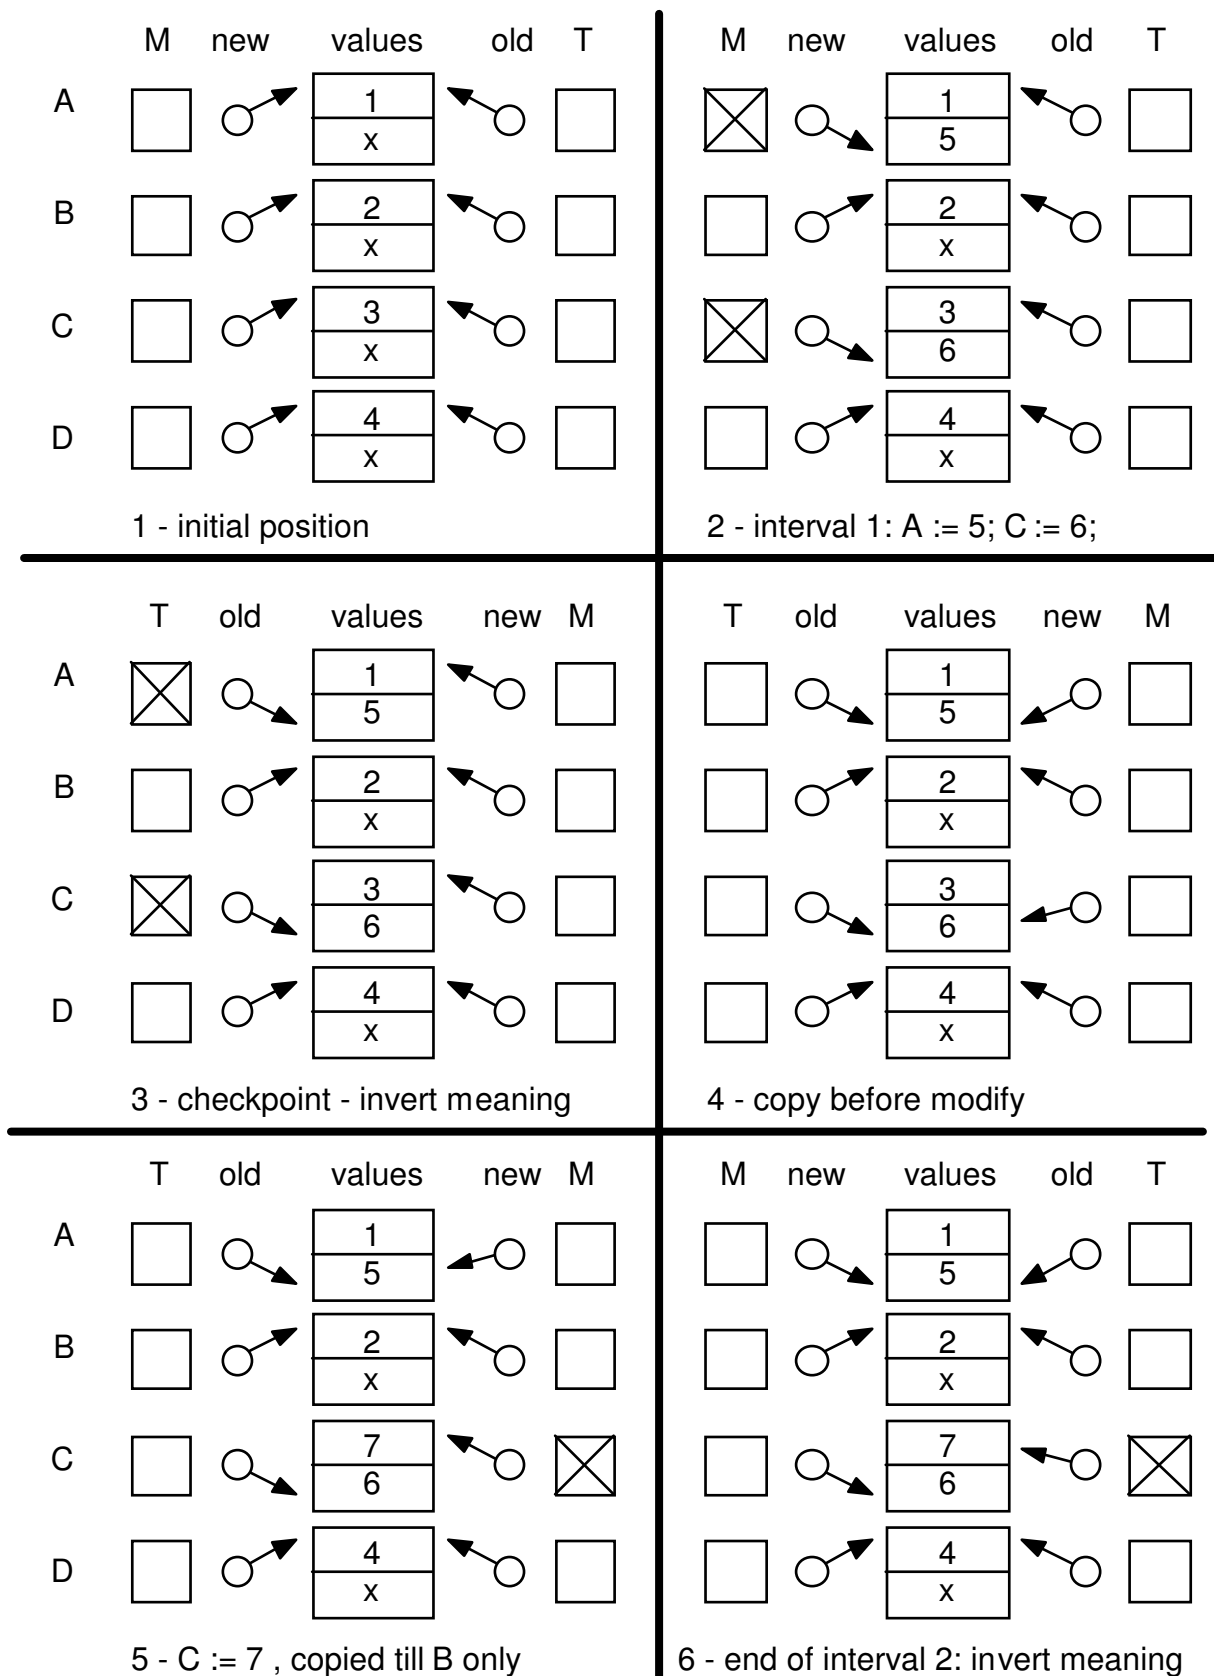 M new values old T
A 1
x
B 2
x
C 3
x
D 4
x
1 - initial position
M new values old T
1
5
2
x
3
6
4
x
2 - interval 1: A := 5; C := 6;
T old values new M
A 1
5
B 2
x
C 3
6
D 4
x
3 - checkpoint - invert meaning
T old values new M
1
5
2
x
3
6
4
x
4 - copy before modify
T old values new M
A 1
5
B 2
x
C 7
6
D 4
x
5 - C := 7 , copied till B only
M new values old T
1
5
2
x
7
6
4
x
6 - end of interval 2: invert meaning